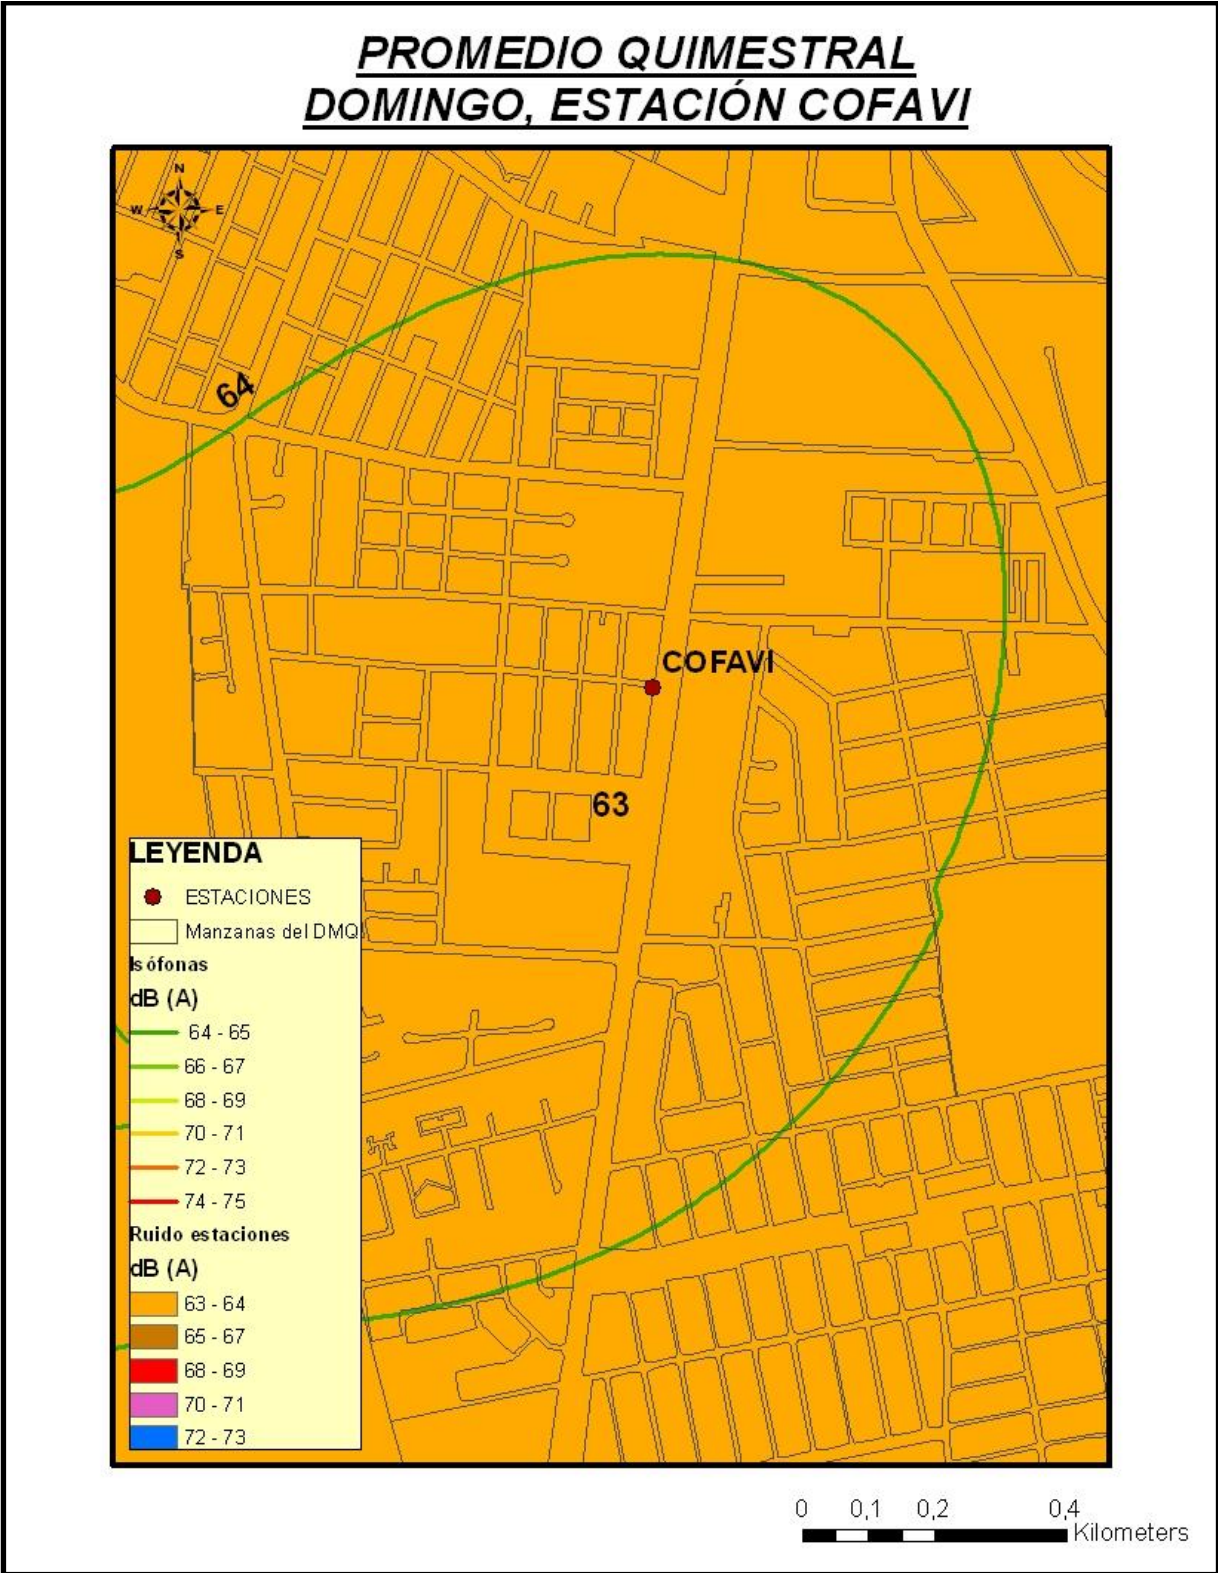 PROMEDIO QUIMESTRAL
DOMINGO, ESTACIÓN COFAVI
N
W E
S
64
COFAVI
63
LEYENDA
ESTACIONES
Manzanas del DMQ
Isófonas
dB (A)
64 - 65
66 - 67
68 - 69
70 - 71
72 - 73
74 - 75
Ruido estaciones
dB (A)
63 - 64
65 - 67
68 - 69
70 - 71
72 - 73
0 0,1 0,2 0,4
Kilometers